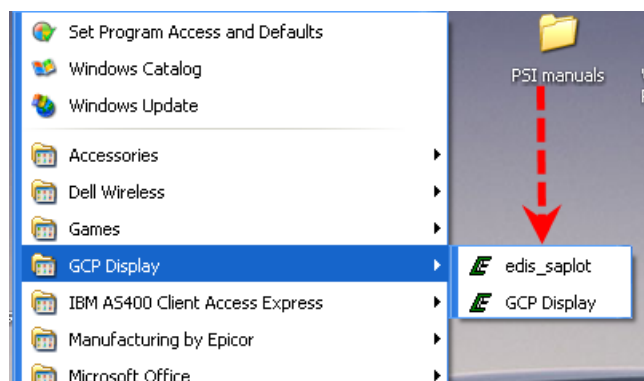 Set Program Access and Defaults
Windows Catalog
Windows Update
PSI manuals
Accessories
Dell Wireless
Games
GCP Display
edis_saplot
IBM AS400 Client Access Express
GCP Display
Manufacturing by Epicor
Microsoft Office